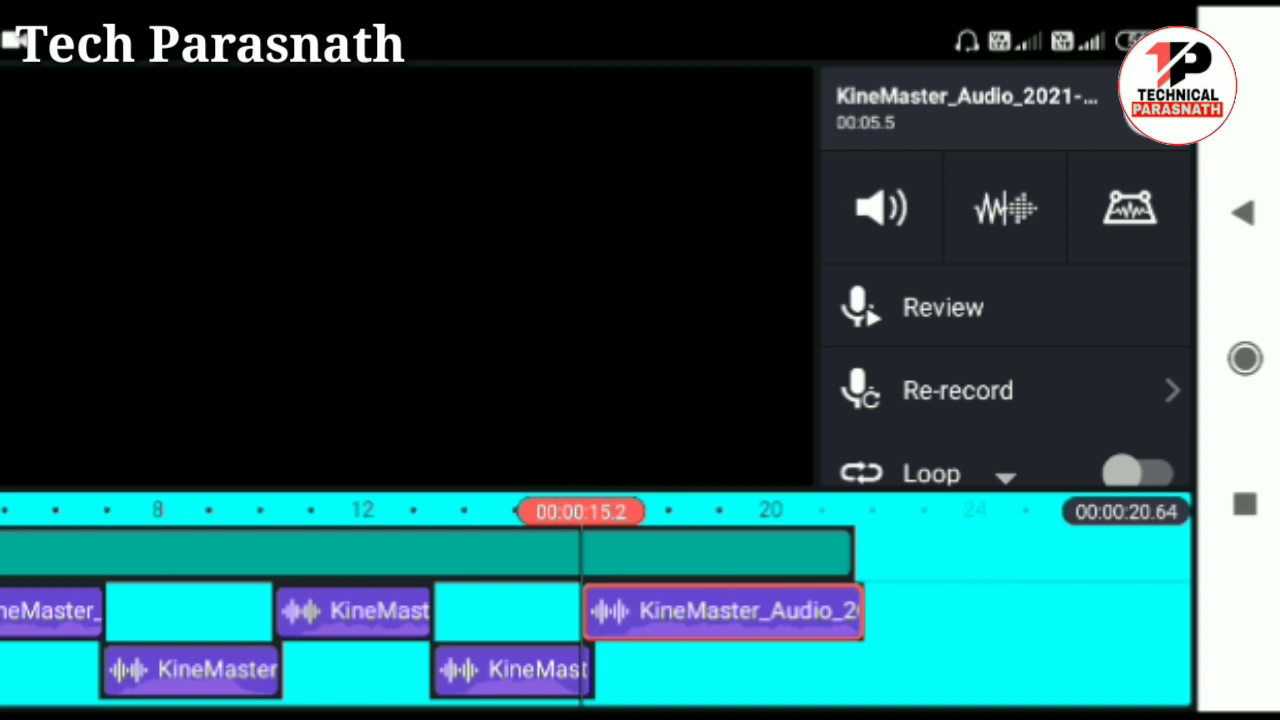 Tech Parasnath
KineMaster_Audio_2021-...
00:05.5
TP
TECHNICAL
PARASNATH
Review
Re-record
Loop
8
12
00:00:15.2
20
24
00:00:20.64
neMaster_
KineMast
KineMaster_Audio_2
KineMaster
KineMast